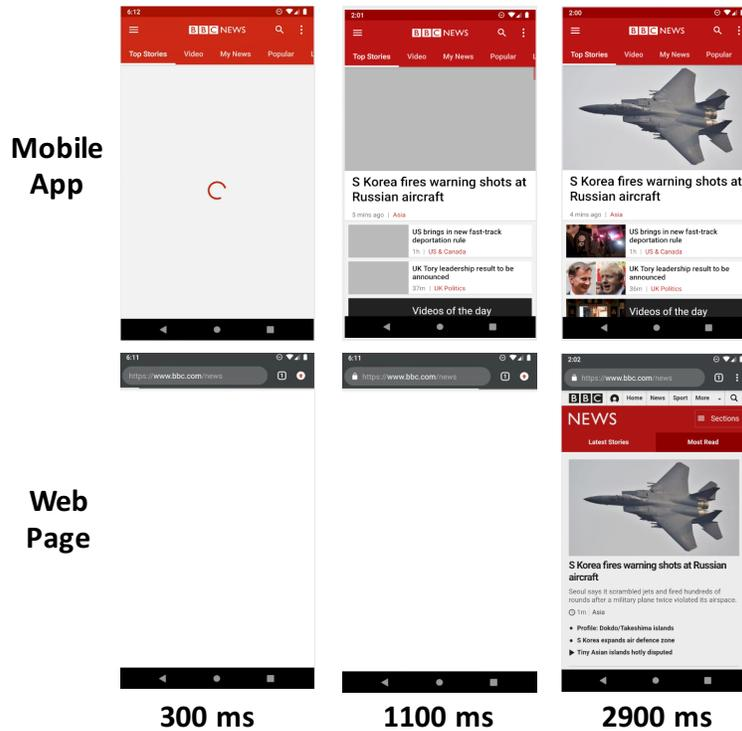 Mobile
App
6:12
BBC NEWS
Top Stories Video My News Popular
2:01
BBC NEWS
Top Stories Video My News Popular
S Korea fires warning shots at
Russian aircraft
3 mins ago | Asia
US brings in new fast-track
deportation rule
1h | US & Canada
UK Tory leadership result to be
announced
37m | UK Politics
Videos of the day
2:00
BBC NEWS
Top Stories Video My News Popular
S Korea fires warning shots at
Russian aircraft
4 mins ago | Asia
US brings in new fast-track
deportation rule
1h | US & Canada
UK Tory leadership result to be
announced
36m | UK Politics
Videos of the day
Web
Page
6:11
https://www.bbc.com/news
1
6:11
https://www.bbc.com/news
1
2:02
https://www.bbc.com/news
1
BBC Home News Sport More
NEWS Sections
Latest Stories Most Read
S Korea fires warning shots at Russian
aircraft
Seoul says it scrambled jets and fired hundreds of
rounds after a military plane twice violated its airspace.
1m | Asia
Profile: Dokdo/Takeshima islands
S Korea expands air defence zone
Tiny Asian islands hotly disputed
300 ms 1100 ms 2900 ms